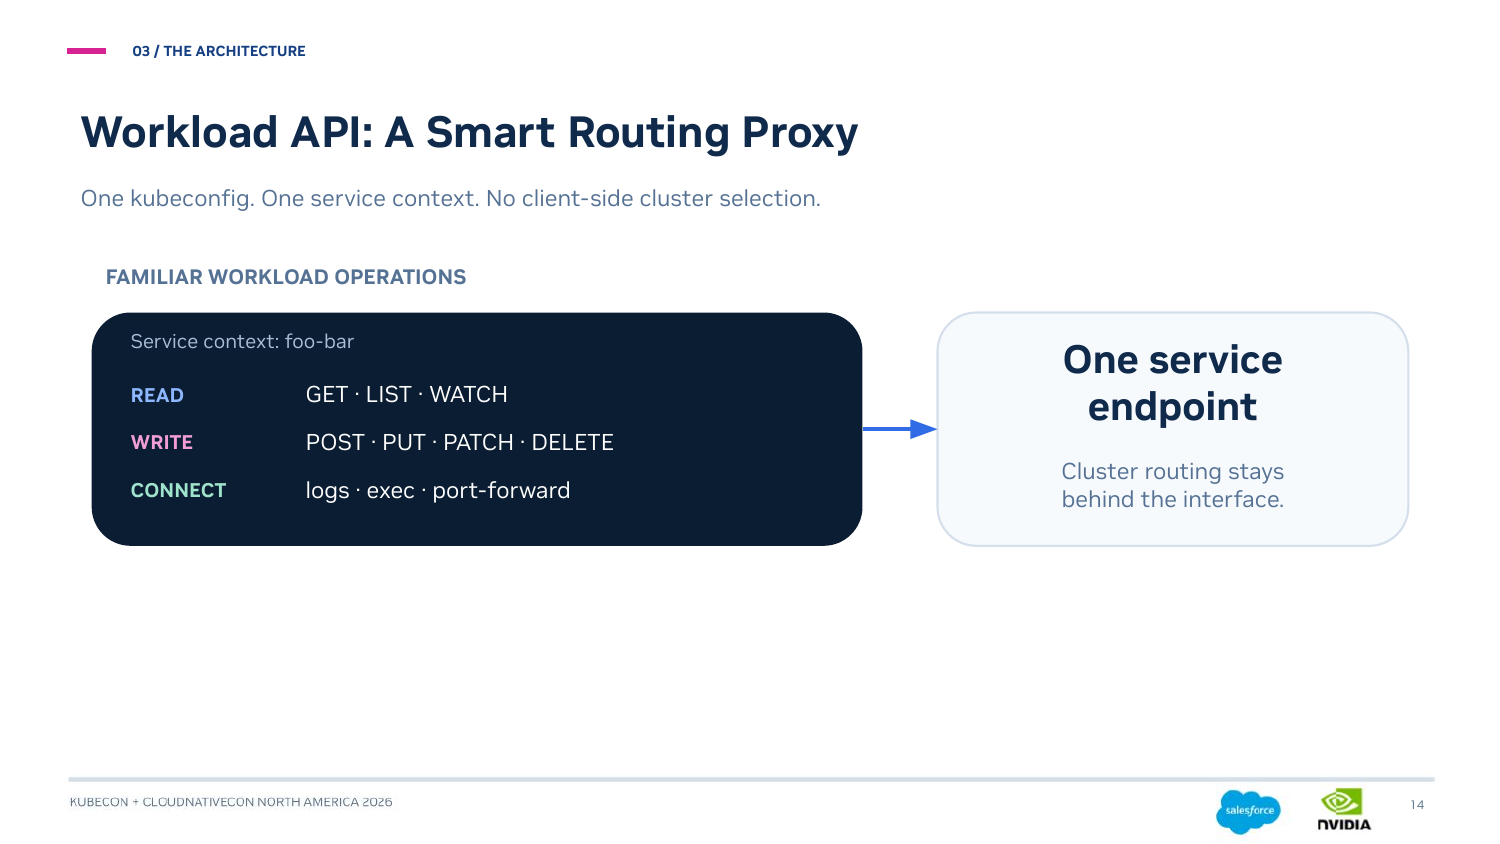 03 / THE ARCHITECTURE
Workload API: A Smart Routing Proxy
One kubeconfig. One service context. No client-side cluster selection.
FAMILIAR WORKLOAD OPERATIONS
Service context: foo-bar
READ GET · LIST · WATCH
WRITE POST · PUT · PATCH · DELETE
CONNECT logs · exec · port-forward
One service
endpoint
Cluster routing stays
behind the interface.
KUBECON + CLOUDNATIVECON NORTH AMERICA 2026
salesforce
NVIDIA
14